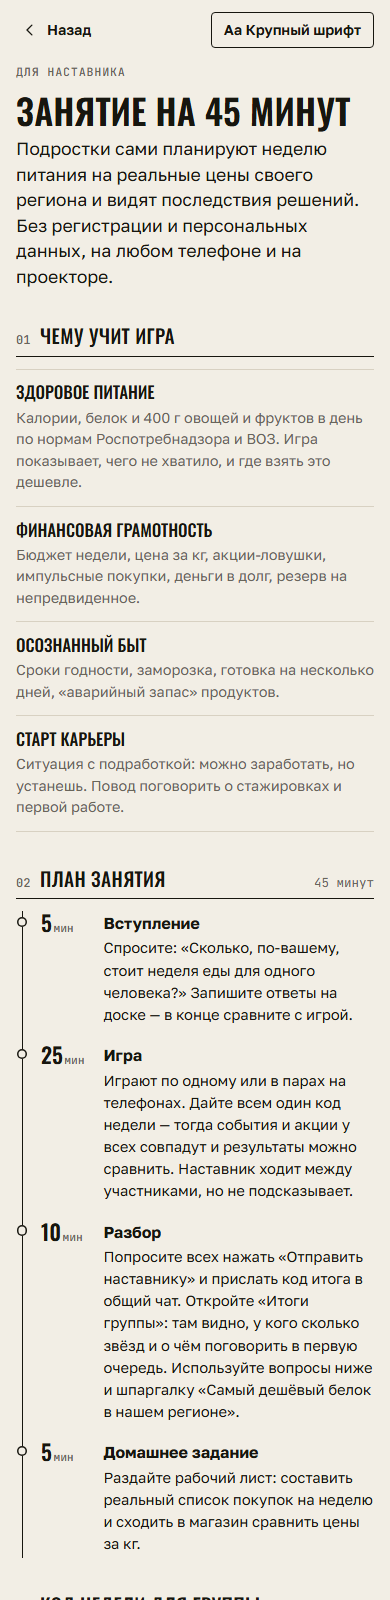 Назад
Аа Крупный шрифт
ДЛЯ НАСТАВНИКА
ЗАНЯТИЕ НА 45 МИНУТ
Подростки сами планируют неделю
питания на реальные цены своего
региона и видят последствия решений.
Без регистрации и персональных
данных, на любом телефоне и на
проекторе.
01 ЧЕМУ УЧИТ ИГРА
ЗДОРОВОЕ ПИТАНИЕ
Калории, белок и 400 г овощей и фруктов в день
по нормам Роспотребнадзора и ВОЗ. Игра
показывает, чего не хватило, и где взять это
дешевле.
ФИНАНСОВАЯ ГРАМОТНОСТЬ
Бюджет недели, цена за кг, акции-ловушки,
импульсные покупки, деньги в долг, резерв на
непредвиденное.
ОСОЗНАННЫЙ БЫТ
Сроки годности, заморозка, готовка на несколько
дней, «аварийный запас» продуктов.
СТАРТ КАРЬЕРЫ
Ситуация с подработкой: можно заработать, но
устанешь. Повод поговорить о стажировках и
первой работе.
02 ПЛАН ЗАНЯТИЯ 45 минут
5 мин Вступление
Спросите: «Сколько, по-вашему,
стоит неделя еды для одного
человека?» Запишите ответы на
доске — в конце сравните с игрой.
25 мин Игра
Играют по одному или в парах на
телефонах. Дайте всем один код
недели — тогда события и акции у
всех совпадут и результаты можно
сравнить. Наставник ходит между
участниками, но не подсказывает.
10 мин Разбор
Попросите всех нажать «Отправить
наставнику» и прислать код итога в
общий чат. Откройте «Итоги
группы»: там видно, у кого сколько
звёзд и о чём поговорить в первую
очередь. Используйте вопросы ниже
и шпаргалку «Самый дешёвый белок
в нашем регионе».
5 мин Домашнее задание
Раздайте рабочий лист: составить
реальный список покупок на неделю
и сходить в магазин сравнить цены
за кг.